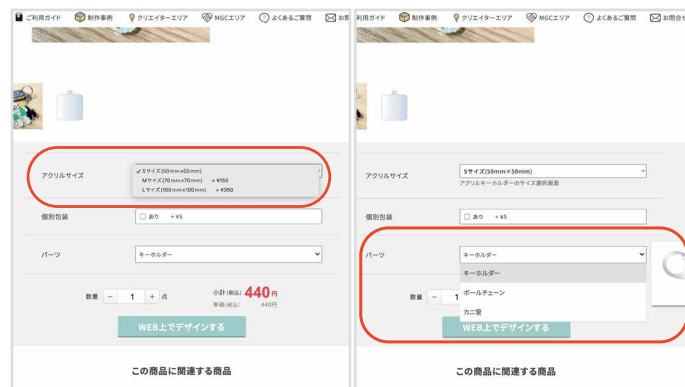 ご利用ガイド 制作事例 クリエイターエリア MGCエリア よくあるご質問
アクリルサイズ
✓Sサイズ(50mm×50mm)
Mサイズ(70mm×70mm) +¥150
Lサイズ(100mm×100mm) +¥350
個別包装
あり +¥5
パーツ
キーホルダー
数量 − 1 + 点
小計(税込) 440円
単価(税込) 440円
WEB上でデザインする
この商品に関連する商品
利用ガイド 制作事例 クリエイターエリア MGCエリア よくあるご質問 お問合せ
アクリルサイズ
Sサイズ(50mm×50mm)
アクリルキーホルダーのサイズ選択画面
個別包装
あり +¥5
パーツ
キーホルダー
キーホルダー
ボールチェーン
カニ管
数量 − 1
WEB上でデザインする
この商品に関連する商品